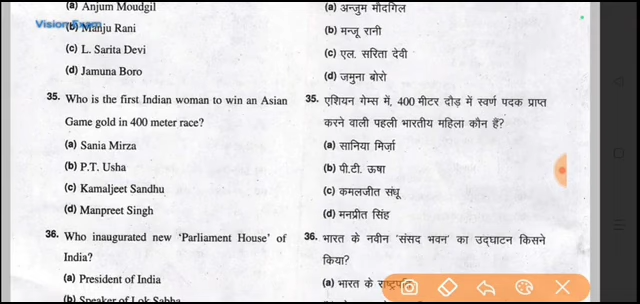 (a) Anjum Moudgil
Vision Exam
(b) Manju Rani
(c) L. Sarita Devi
(d) Jamuna Boro
35. Who is the first Indian woman to win an Asian
Game gold in 400 meter race?
(a) Sania Mirza
(b) P.T. Usha
(c) Kamaljeet Sandhu
(d) Manpreet Singh
36. Who inaugurated new 'Parliament House' of
India?
(a) President of India
(b) Speaker of Lok Sabha
(a) अन्जुम मौदगिल
(b) मन्जू रानी
(c) एल. सरिता देवी
(d) जमुना बोरो
35. एशियन गेम्स में, 400 मीटर दौड़ में स्वर्ण पदक प्राप्त
करने वाली पहली भारतीय महिला कौन हैं?
(a) सानिया मिर्ज़ा
(b) पी.टी. ऊषा
(c) कमलजीत संधू
(d) मनप्रीत सिंह
36. भारत के नवीन 'संसद भवन' का उद्घाटन किसने
किया?
(a) भारत के राष्ट्रपति